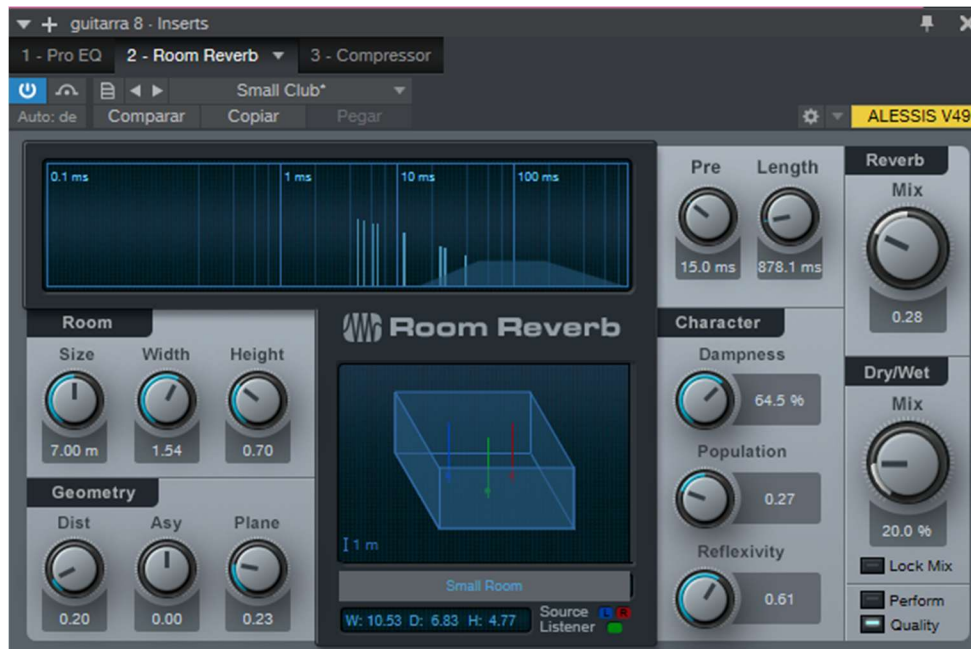 guitarra 8 - Inserts
1 - Pro EQ 2 - Room Reverb 3 - Compressor
Small Club*
Auto: de Comparar Copiar Pegar ALESSIS V49
0.1 ms 1 ms 10 ms 100 ms
Pre Length
15.0 ms 878.1 ms
Reverb
Mix
0.28
Room
Size Width Height
7.00 m 1.54 0.70
Room Reverb
Character
Dampness
64.5 %
Population
0.27
Reflexivity
0.61
Dry/Wet
Mix
20.0 %
Lock Mix
Perform
Quality
Geometry
Dist Asy Plane
0.20 0.00 0.23
1 m
Small Room
W: 10.53 D: 6.83 H: 4.77
Source L R
Listener